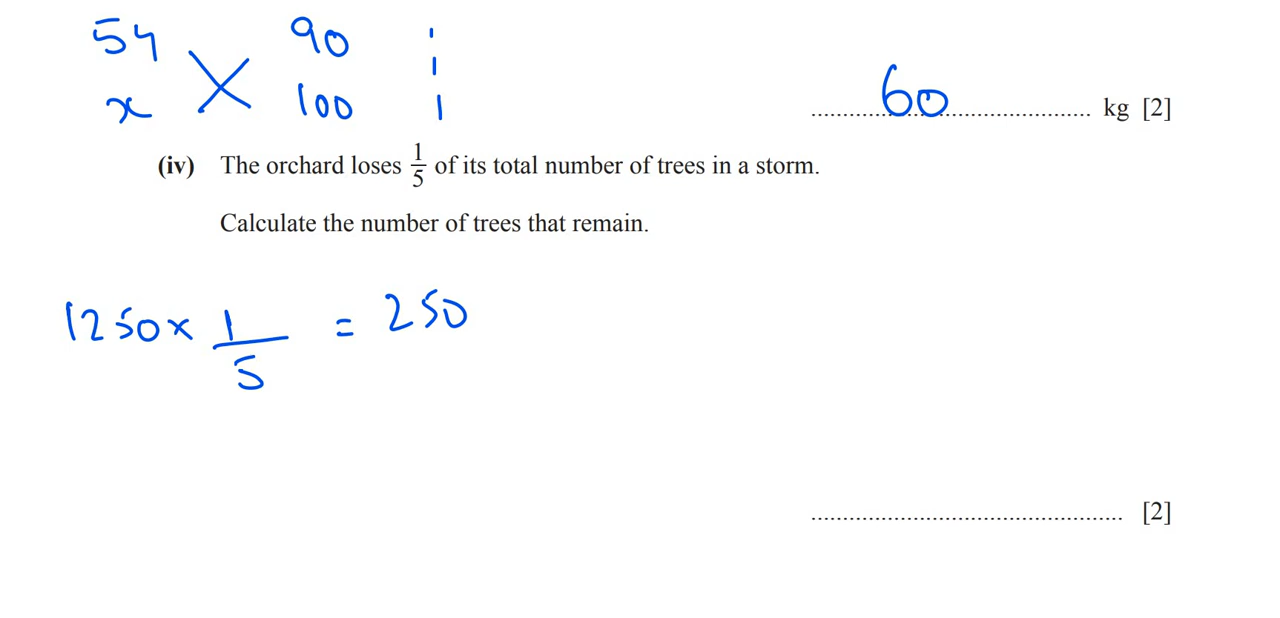 54 90
x 100 1
60 kg [2]
(iv) The orchard loses 1/5 of its total number of trees in a storm.
Calculate the number of trees that remain.
1250 × 1/5 = 250
[2]